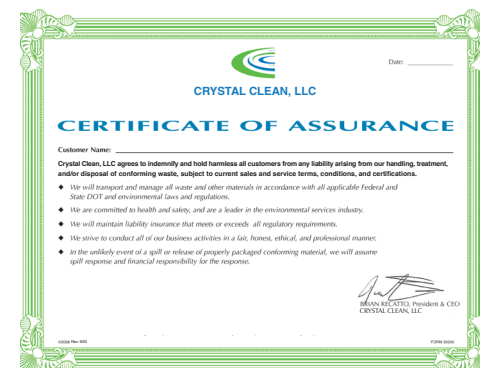 Date:
CRYSTAL CLEAN, LLC
CERTIFICATE OF ASSURANCE
Customer Name:
Crystal Clean, LLC agrees to indemnify and hold harmless all customers from any liability arising from our handling, treatment,
and/or disposal of conforming waste, subject to current sales and service terms, conditions, and certifications.
◆ We will transport and manage all waste and other materials in accordance with all applicable Federal and
State DOT and environmental laws and regulations.
◆ We are committed to health and safety, and are a leader in the environmental services industry.
◆ We will maintain liability insurance that meets or exceeds all regulatory requirements.
◆ We strive to conduct all of our business activities in a fair, honest, ethical, and professional manner.
◆ In the unlikely event of a spill or release of properly packaged conforming material, we will assume
spill response and financial responsibility for the response.
BRIAN RECATTO, President & CEO
CRYSTAL CLEAN, LLC